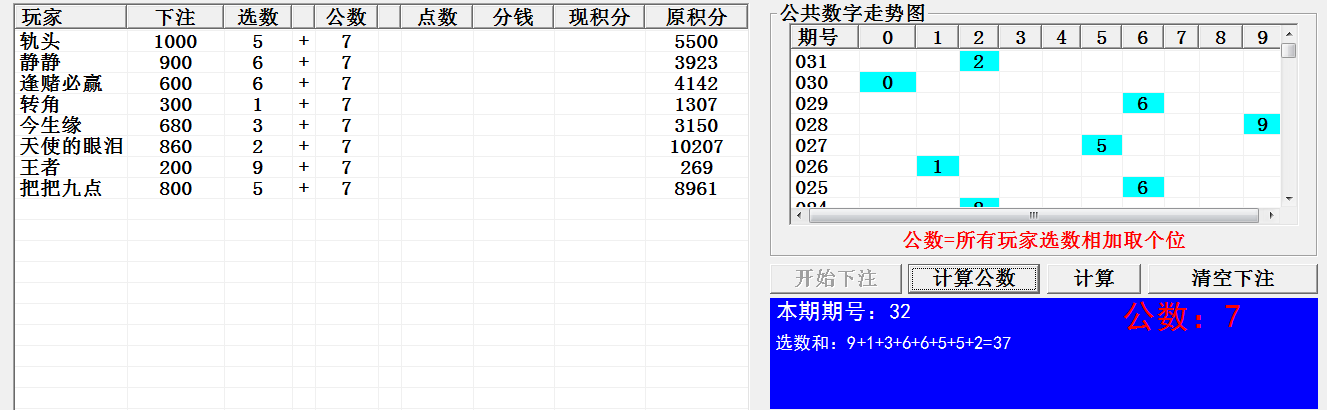 玩家 下注 选数 公数 点数 分钱 现积分 原积分
轨头 1000 5 + 7 5500
静静 900 6 + 7 3923
逢赌必赢 600 6 + 7 4142
转角 300 1 + 7 1307
今生缘 680 3 + 7 3150
天使的眼泪 860 2 + 7 10207
王者 200 9 + 7 269
把把九点 800 5 + 7 8961
公共数字走势图
期号 0 1 2 3 4 5 6 7 8 9
031 2
030 0
029 6
028 9
027 5
026 1
025 6
公数=所有玩家选数相加取个位
开始下注 计算公数 计算 清空下注
本期期号：32 公数：7
选数和：9+1+3+6+6+5+5+2=37